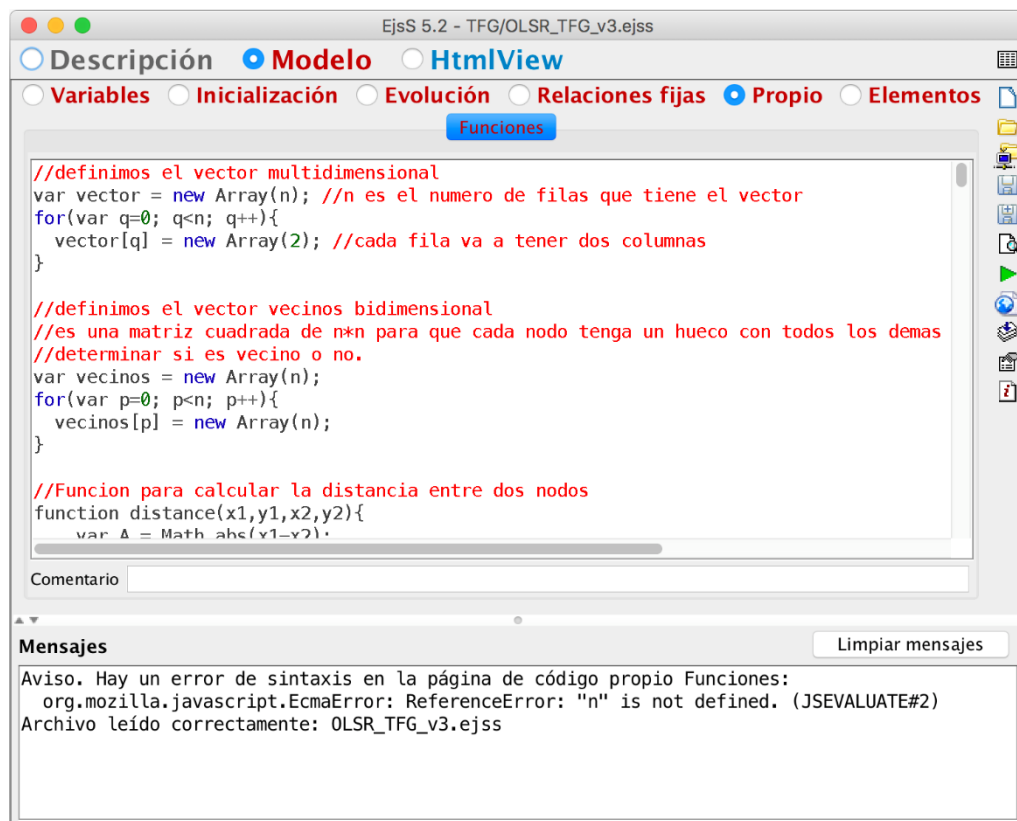 EjsS 5.2 - TFG/OLSR_TFG_v3.ejss
Descripción Modelo HtmlView
Variables Inicialización Evolución Relaciones fijas Propio Elementos
Funciones
//definimos el vector multidimensional
var vector = new Array(n); //n es el numero de filas que tiene el vector
for(var q=0; q<n; q++){
  vector[q] = new Array(2); //cada fila va a tener dos columnas
}
//definimos el vector vecinos bidimensional
//es una matriz cuadrada de n*n para que cada nodo tenga un hueco con todos los demas
//determinar si es vecino o no.
var vecinos = new Array(n);
for(var p=0; p<n; p++){
  vecinos[p] = new Array(n);
}
//Funcion para calcular la distancia entre dos nodos
function distance(x1,y1,x2,y2){
    var A = Math.abs(x1-x2);
Comentario
Mensajes
Limpiar mensajes
Aviso. Hay un error de sintaxis en la página de código propio Funciones:
  org.mozilla.javascript.EcmaError: ReferenceError: "n" is not defined. (JSEVALUATE#2)
Archivo leído correctamente: OLSR_TFG_v3.ejss